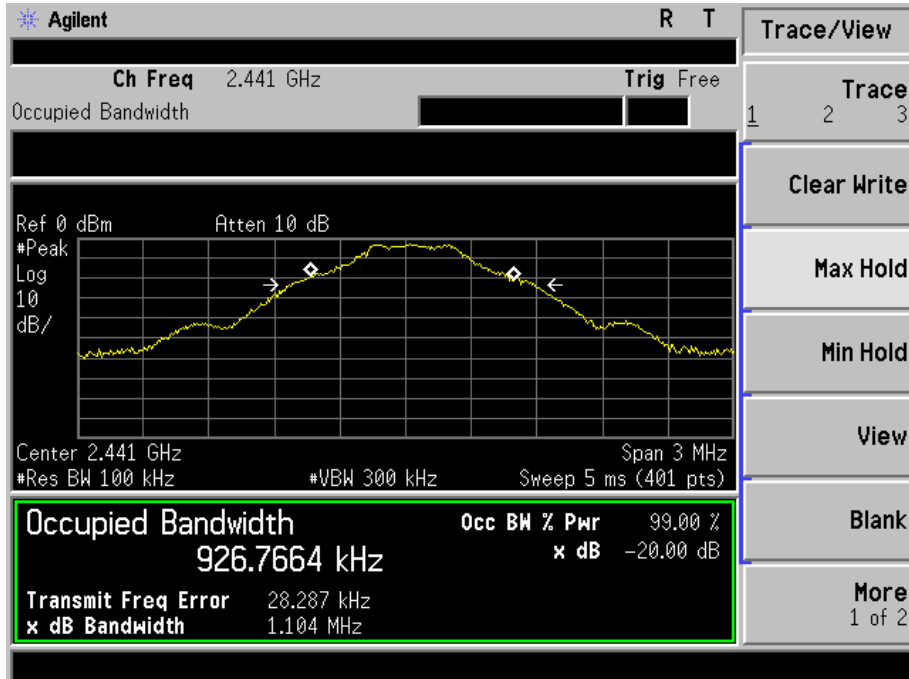 Agilent R T
Ch Freq 2.441 GHz Trig Free
Occupied Bandwidth
Ref 0 dBm Atten 10 dB
#Peak
Log
10
dB/
Center 2.441 GHz Span 3 MHz
#Res BW 100 kHz #VBW 300 kHz Sweep 5 ms (401 pts)
Occupied Bandwidth
926.7664 kHz
Occ BW % Pwr 99.00 %
x dB -20.00 dB
Transmit Freq Error 28.287 kHz
x dB Bandwidth 1.104 MHz
Trace/View
Trace
1 2 3
Clear Write
Max Hold
Min Hold
View
Blank
More
1 of 2